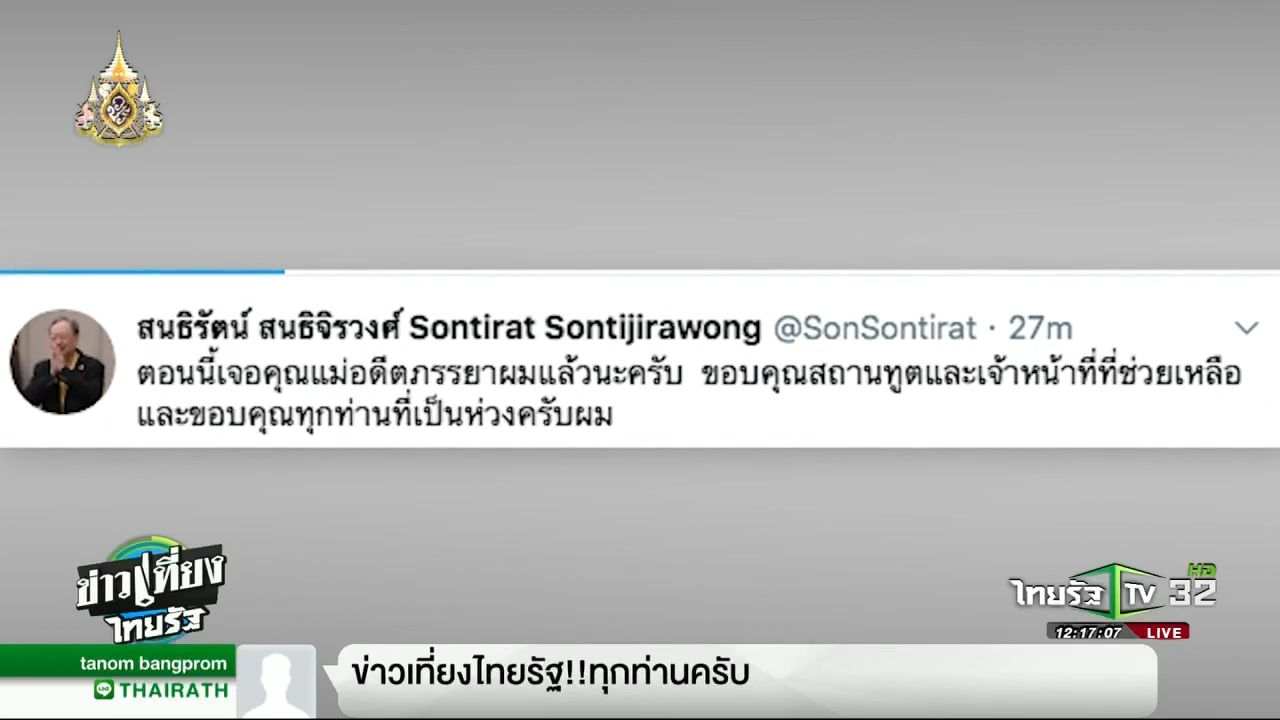 สนธิรัตน์ สนธิจิรวงศ์ Sontirat Sontijirawong @SonSontirat · 27m
ตอนนี้เจอคุณแม่อดีตภรรยาผมแล้วนะครับ ขอบคุณสถานทูตและเจ้าหน้าที่ที่ช่วยเหลือ
และขอบคุณทุกท่านที่เป็นห่วงครับผม
ข่าวเที่ยง
ไทยรัฐ
ไทยรัฐ TV 32 HD
12:17:07 LIVE
tanom bangprom
LINE THAIRATH
ข่าวเที่ยงไทยรัฐ!!ทุกท่านครับ